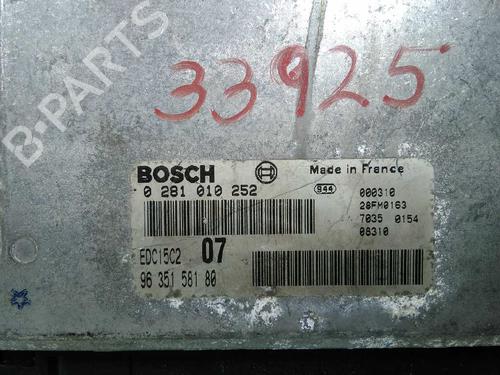 33925
B-PARTS
BOSCH
Made in France
0 281 010 252
944
000310
28FM0163
7035 0154
08310
EDC15C2 07
96 351 581 80